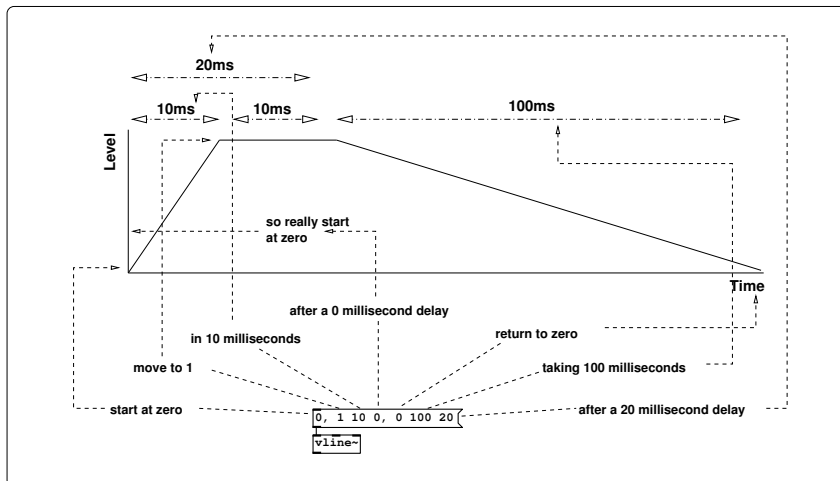 20ms
10ms
10ms
100ms
Level
so really start
at zero
Time
after a 0 millisecond delay
in 10 milliseconds
return to zero
move to 1
taking 100 milliseconds
start at zero
0, 1 10 0, 0 100 20
after a 20 millisecond delay
vline~